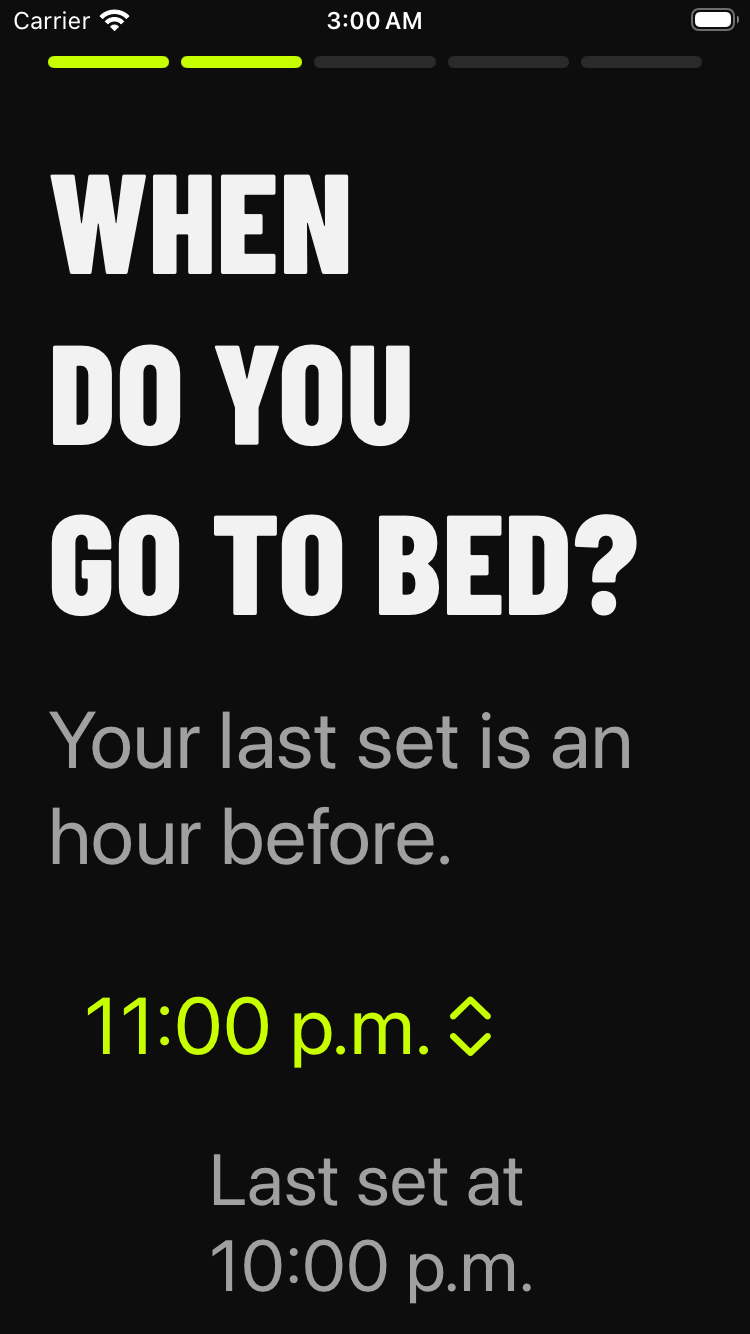 Carrier 3:00 AM
WHEN
DO YOU
GO TO BED?
Your last set is an
hour before.
11:00 p.m.
Last set at
10:00 p.m.